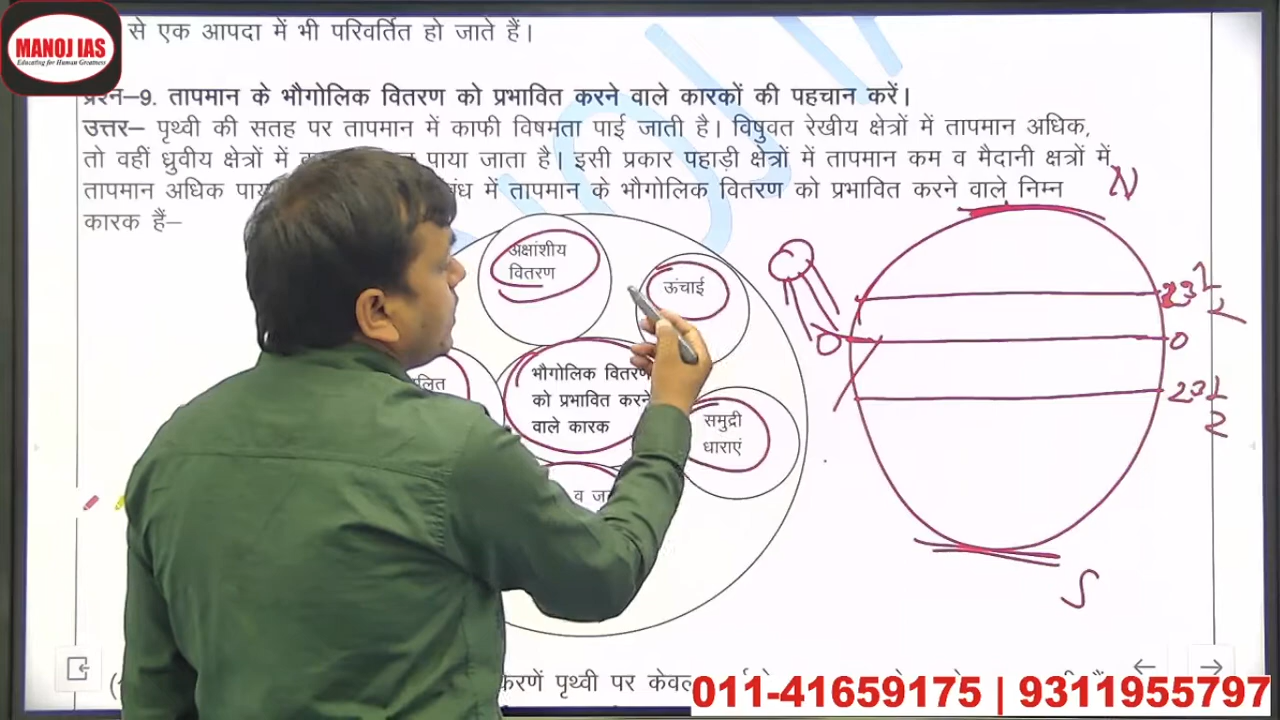 MANOJ IAS
Educating for Human Greatness
से एक आपदा में भी परिवर्तित हो जाते हैं।
प्रश्न–9. तापमान के भौगोलिक वितरण को प्रभावित करने वाले कारकों की पहचान करें।
उत्तर– पृथ्वी की सतह पर तापमान में काफी विषमता पाई जाती है। विषुवत रेखीय क्षेत्रों में तापमान अधिक,
तो वहीं ध्रुवीय क्षेत्रों में पाया जाता है। इसी प्रकार पहाड़ी क्षेत्रों में तापमान कम व मैदानी क्षत्रों में
तापमान अधिक में तापमान के भौगोलिक वितरण को प्रभावित करने वाले निम्न
कारक हैं–
N
अक्षांशीय
वितरण
ऊंचाई
23 1/2
0
0
भौगोलिक वितरण
को प्रभावित करने
वाले कारक
समुद्री
धाराएं
23 1/2
व
S
पृथ्वी पर
011-41659175 | 9311955797